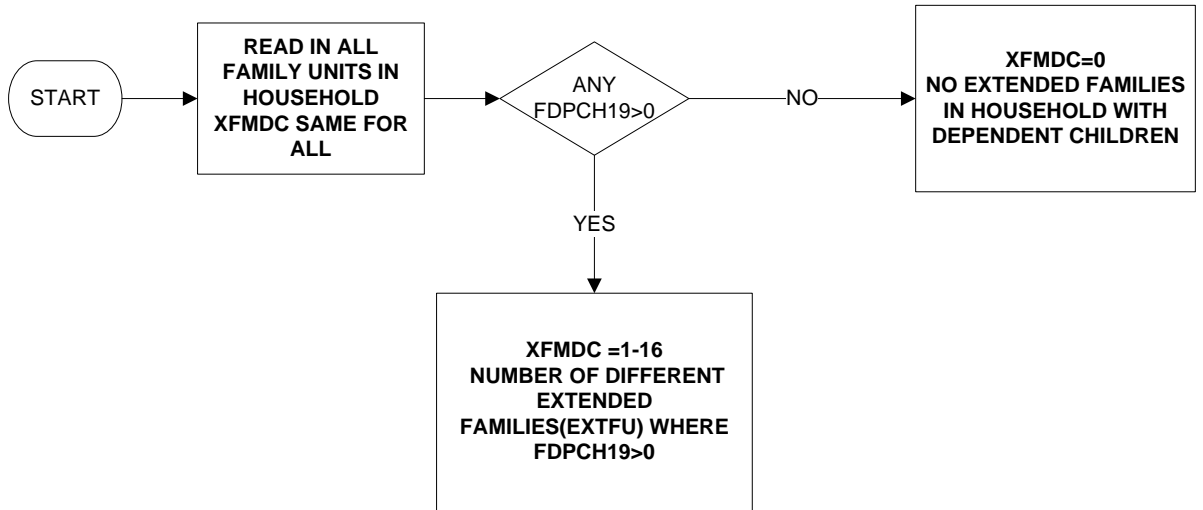 START
READ IN ALL
FAMILY UNITS IN
HOUSEHOLD
XFMDC SAME FOR
ALL
ANY
FDPCH19>0
NO
XFMDC=0
NO EXTENDED FAMILIES
IN HOUSEHOLD WITH
DEPENDENT CHILDREN
YES
XFMDC =1-16
NUMBER OF DIFFERENT
EXTENDED
FAMILIES(EXTFU) WHERE
FDPCH19>0